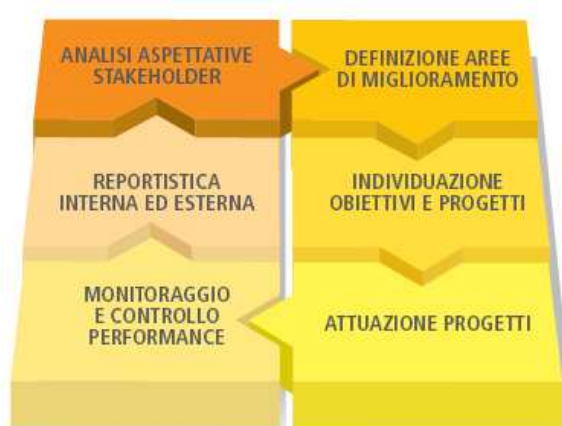 ANALISI ASPETTATIVE
STAKEHOLDER
DEFINIZIONE AREE
DI MIGLIORAMENTO
REPORTISTICA
INTERNA ED ESTERNA
INDIVIDUAZIONE
OBIETTIVI E PROGETTI
MONITORAGGIO
E CONTROLLO
PERFORMANCE
ATTUAZIONE PROGETTI